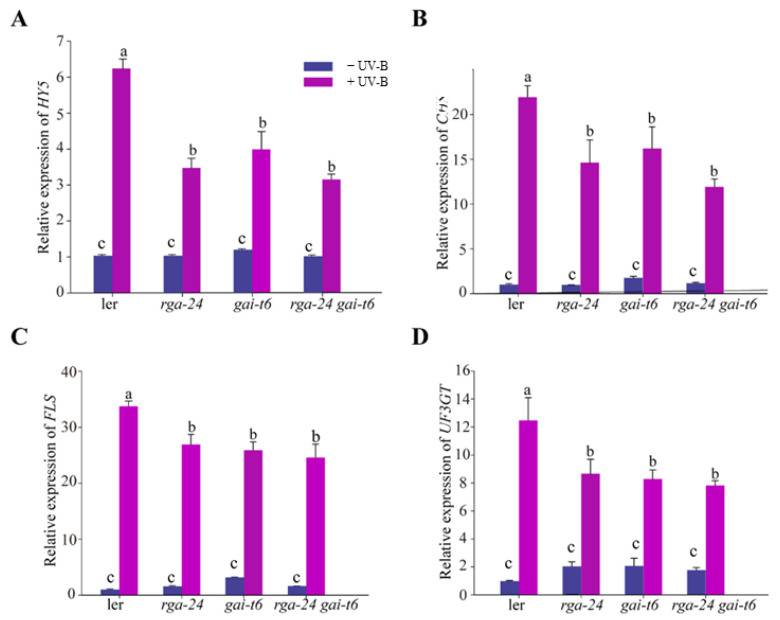 A
Relative expression of HY5
7
6
5
4
3
2
1
0
a
b
b
b
c
c
c
c
− UV-B
+ UV-B
ler
rga-24
gai-t6
rga-24 gai-t6
B
Relative expression of
20
15
10
5
0
a
b
b
b
c
c
c
c
ler
rga-24
gai-t6
rga-24 gai-t6
C
Relative expression of FLS
40
30
20
10
0
a
b
b
b
c
c
c
c
ler
rga-24
gai-t6
rga-24 gai-t6
D
Relative expression of UF3GT
16
14
12
10
8
6
4
2
0
a
b
b
b
c
c
c
c
ler
rga-24
gai-t6
rga-24 gai-t6